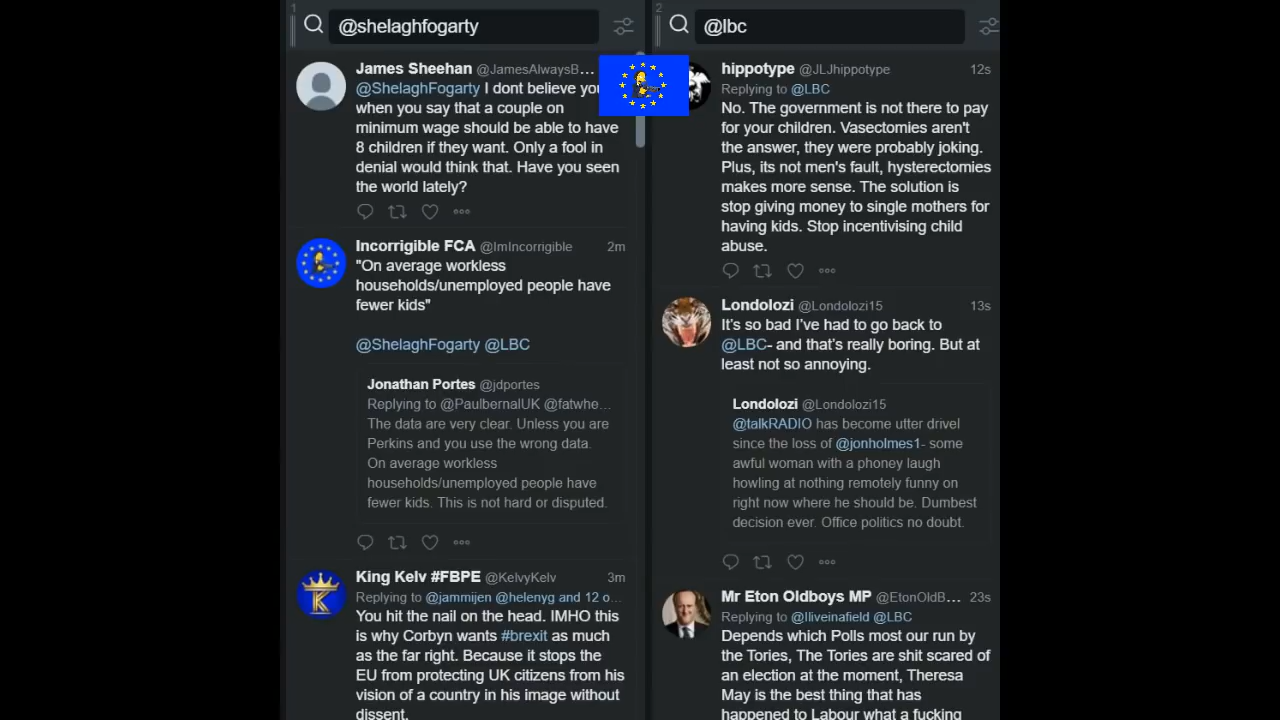 1
@shelaghfogarty
James Sheehan @JamesAlwaysB...
@ShelaghFogarty I dont believe you
when you say that a couple on
minimum wage should be able to have
8 children if they want. Only a fool in
denial would think that. Have you seen
the world lately?
Incorrigible FCA @ImIncorrigible 2m
"On average workless
households/unemployed people have
fewer kids"
@ShelaghFogarty @LBC
Jonathan Portes @jdportes
Replying to @PaulbernalUK @fatwhe...
The data are very clear. Unless you are
Perkins and you use the wrong data.
On average workless
households/unemployed people have
fewer kids. This is not hard or disputed.
King Kelv #FBPE @KelvyKelv 3m
Replying to @jammijen @helenyg and 12 o...
You hit the nail on the head. IMHO this
is why Corbyn wants #brexit as much
as the far right. Because it stops the
EU from protecting UK citizens from his
vision of a country in his image without
dissent.
2
@lbc
hippotype @JLJhippotype 12s
Replying to @LBC
No. The government is not there to pay
for your children. Vasectomies aren't
the answer, they were probably joking.
Plus, its not men's fault, hysterectomies
makes more sense. The solution is
stop giving money to single mothers for
having kids. Stop incentivising child
abuse.
Londolozi @Londolozi15 13s
It's so bad I've had to go back to
@LBC- and that's really boring. But at
least not so annoying.
Londolozi @Londolozi15
@talkRADIO has become utter drivel
since the loss of @jonholmes1- some
awful woman with a phoney laugh
howling at nothing remotely funny on
right now where he should be. Dumbest
decision ever. Office politics no doubt.
Mr Eton Oldboys MP @EtonOldB... 23s
Replying to @Iliveinafield @LBC
Depends which Polls most our run by
the Tories, The Tories are shit scared of
an election at the moment, Theresa
May is the best thing that has
happened to Labour what a fucking